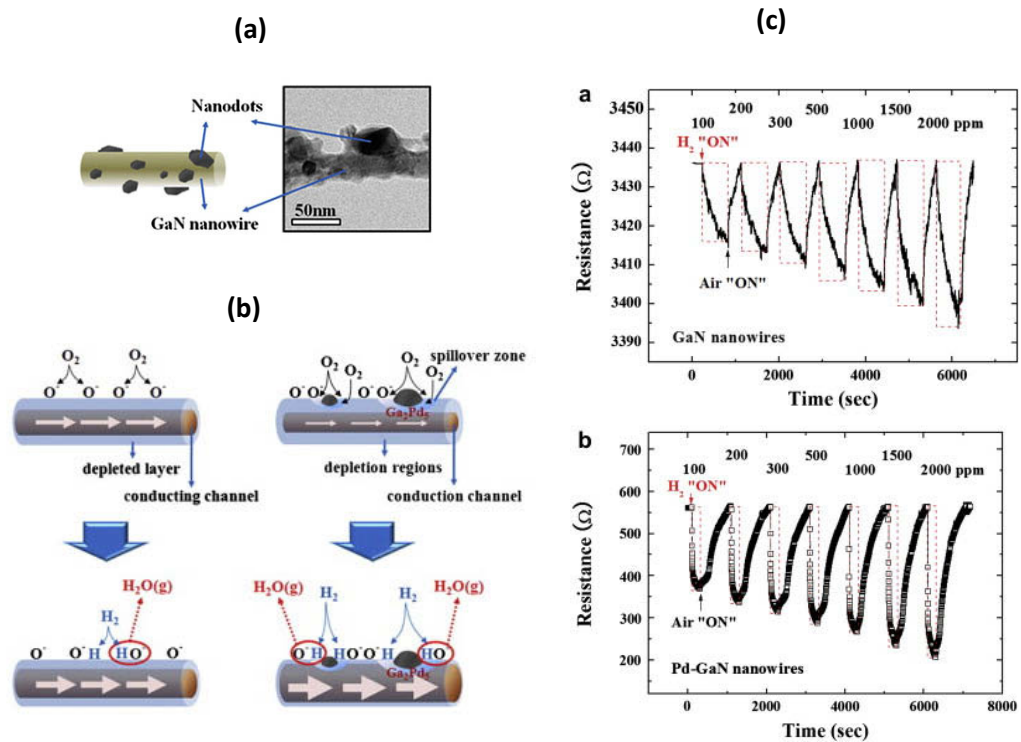 (a)
Nanodots
GaN nanowire
50nm
(b)
O₂ O₂
O⁻ O⁻ O⁻ O⁻
depleted layer
conducting channel
O₂ O₂ O₂
spillover zone
O⁻ O⁻ O⁻ O⁻
Ga₂Pd₅
depletion regions
conduction channel
H₂O(g)
H₂
O⁻ O⁻ H HO⁻ O⁻
H₂O(g) H₂ H₂ H₂O(g)
O⁻H H O⁻O⁻ H HO⁻
Ga₂Pd₅
(c)
a
3450
3440
3430
3420
3410
3400
3390
Resistance (Ω)
100 200 300 500 1000 1500 2000 ppm
H₂ "ON"
Air "ON"
GaN nanowires
0 2000 4000 6000
Time (sec)
b
700
600
500
400
300
200
Resistance (Ω)
100 200 300 500 1000 1500 2000 ppm
H₂ "ON"
Air "ON"
Pd-GaN nanowires
0 2000 4000 6000 8000
Time (sec)